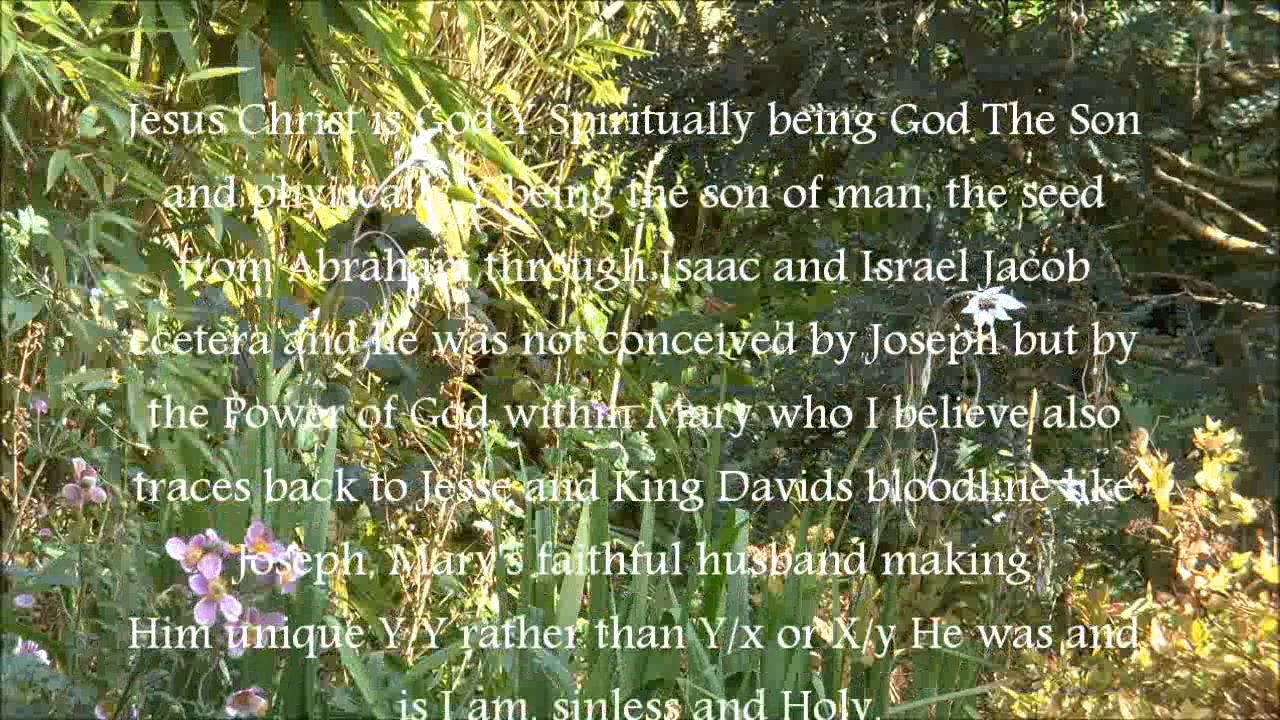 Jesus Christ is God Y Spiritually being God The Son
and phyiscally Y being the son of man, the seed
from Abraham through Isaac and Israel Jacob
ecetera and he was not conceived by Joseph but by
the Power of God within Mary who I believe also
traces back to Jesse and King Davids bloodline like
Joseph, Mary's faithful husband making
Him unique Y/Y rather than Y/x or X/y He was and
is I am, sinless and Holy.